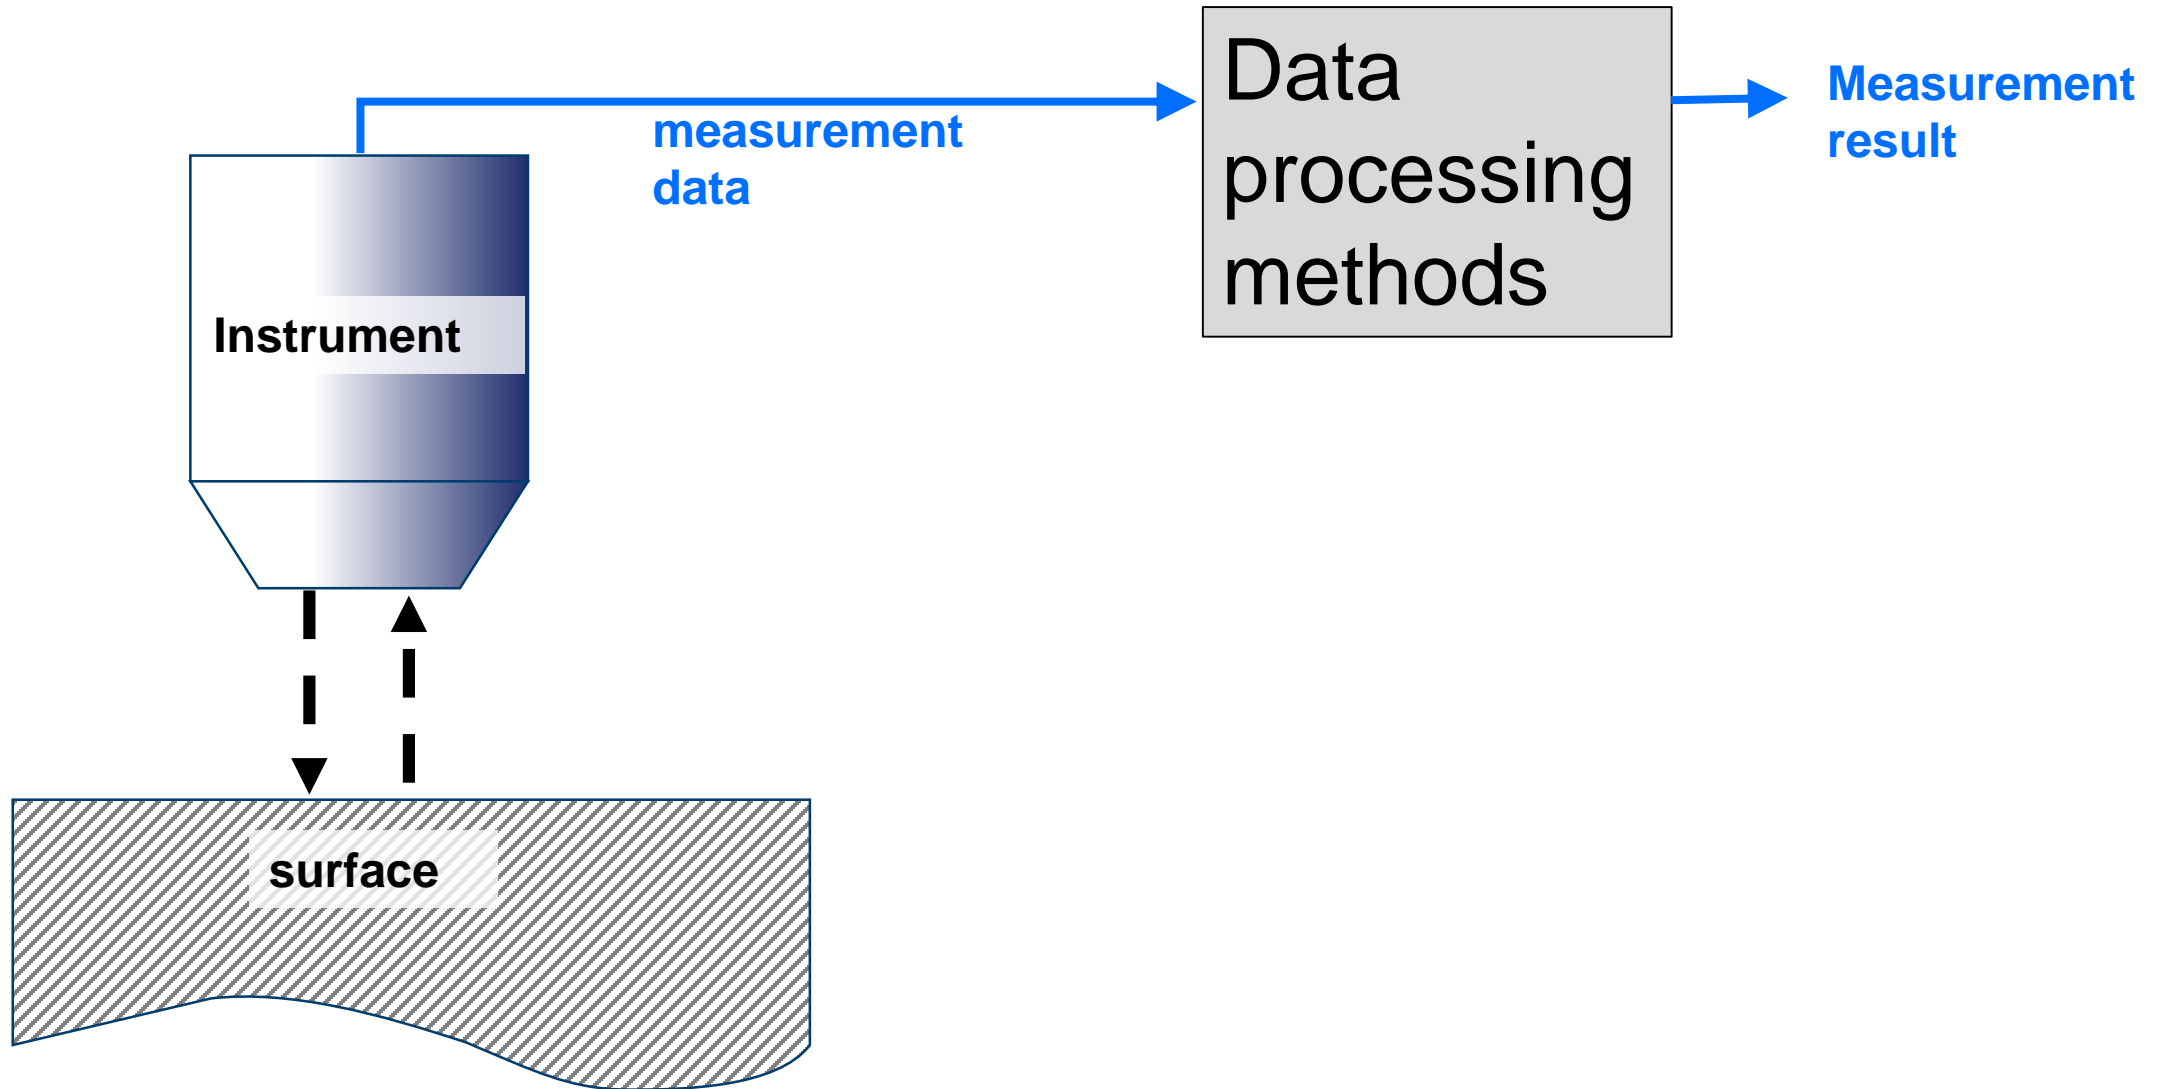 Data
processing
methods
Measurement
result
measurement
data
Instrument
surface